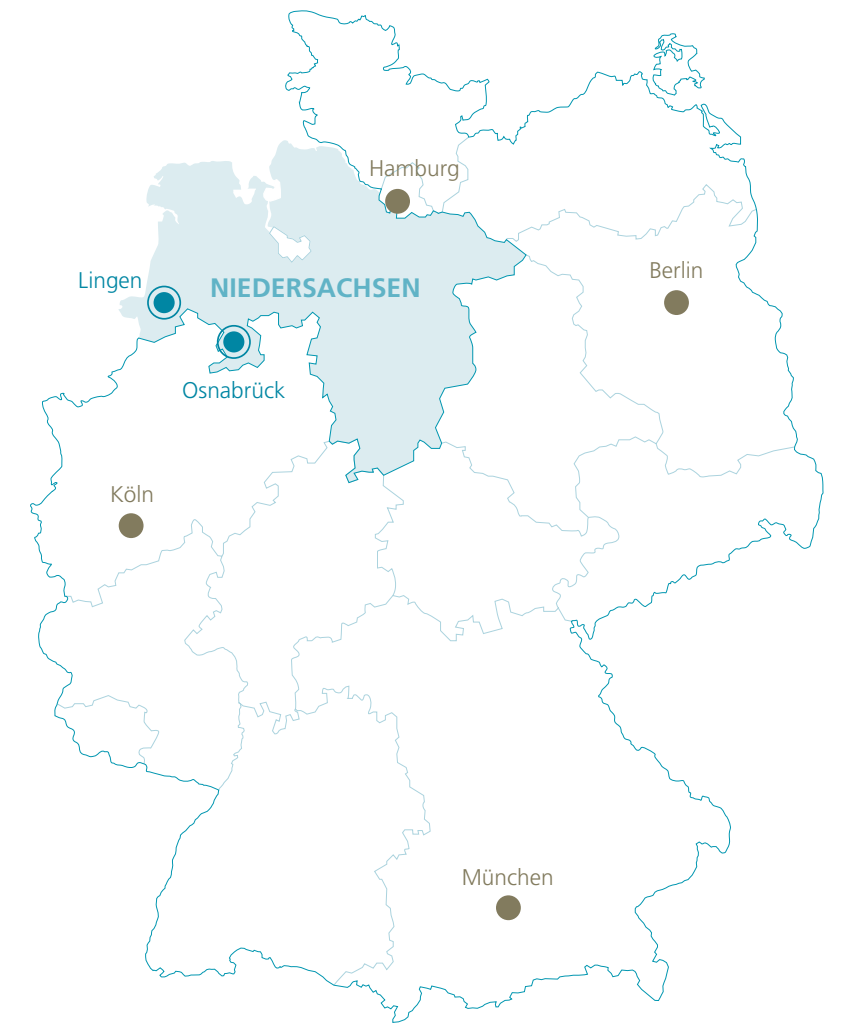 Hamburg
Berlin
Lingen
NIEDERSACHSEN
Osnabrück
Köln
München